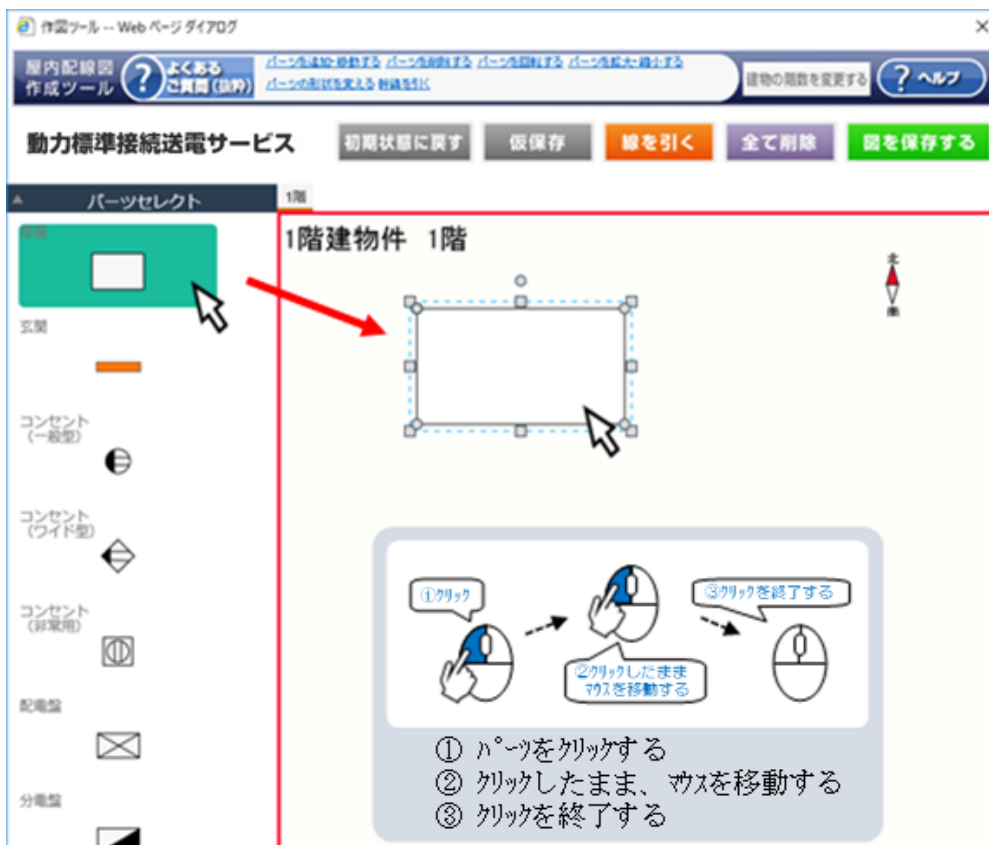 作図ツール -- Web ページ ダイアログ
屋内配線図
作成ツール
?
よくある
ご質問(抜粋)
パーツを追加・移動する パーツを削除する パーツを回転する パーツを拡大・縮小する
パーツの形状を変える 幹線を引く
建物の階数を変更する
? ヘルプ
動力標準接続送電サービス
初期状態に戻す
仮保存
線を引く
全て削除
図を保存する
パーツセレクト
1階
部屋
1階建物件 1階
北
南
玄関
コンセント
(一般型)
コンセント
(ワイド型)
コンセント
(非常用)
配電盤
分電盤
①クリック
②クリックしたまま
マウスを移動する
③クリックを終了する
① パーツをクリックする
② クリックしたまま、マウスを移動する
③ クリックを終了する